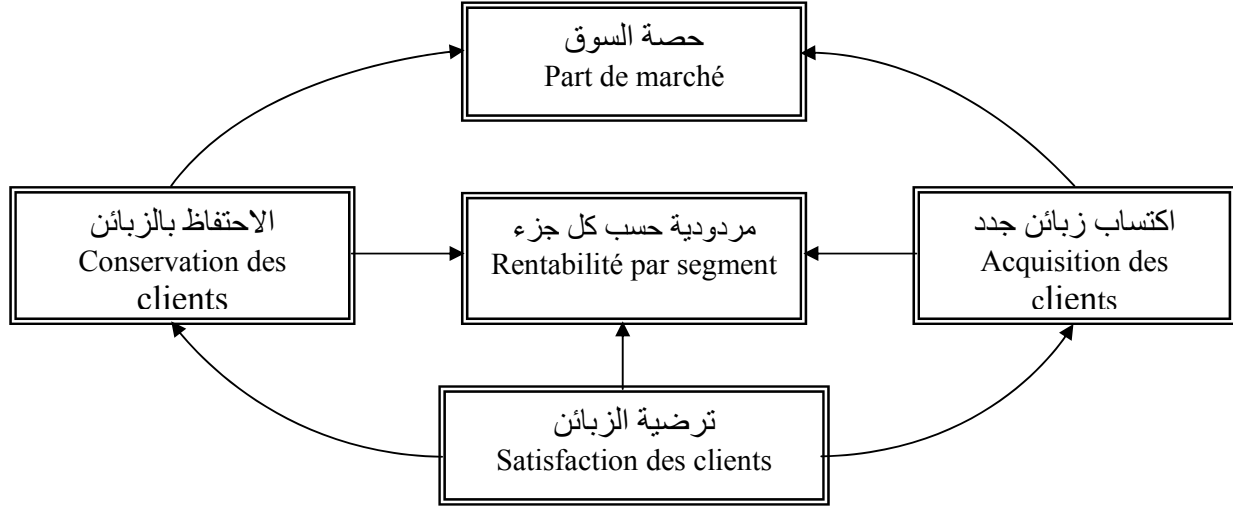 حصة السوق
Part de marché
الاحتفاظ بالزبائن
Conservation des
clients
مردودية حسب كل جزء
Rentabilité par segment
اكتساب زبائن جدد
Acquisition des
clients
ترضية الزبائن
Satisfaction des clients